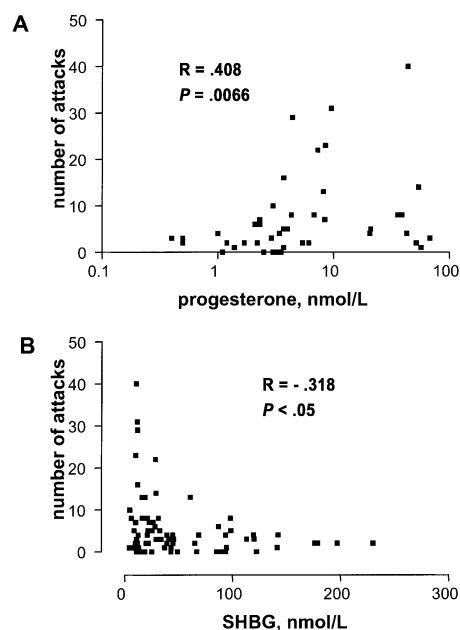 A
50
40
30
20
10
0
number of attacks
R = .408
P = .0066
0.1 1 10 100
progesterone, nmol/L
B
50
40
30
20
10
0
number of attacks
R = - .318
P < .05
0 100 200 300
SHBG, nmol/L